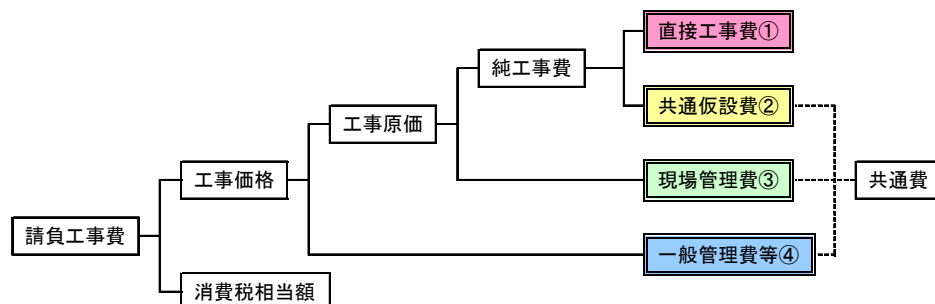 直接工事費①
純工事費
共通仮設費②
工事原価
工事価格
現場管理費③
共通費
請負工事費
一般管理費等④
消費税相当額